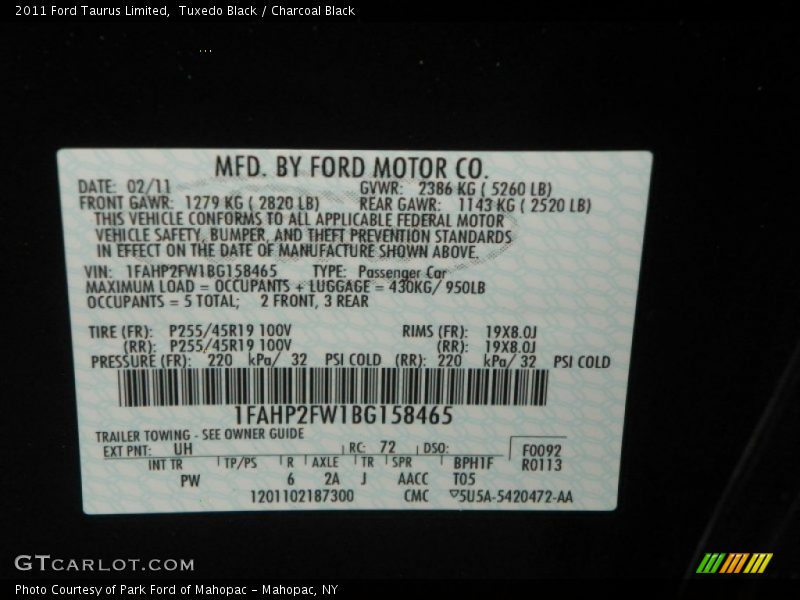 2011 Ford Taurus Limited,  Tuxedo Black / Charcoal Black
MFD. BY FORD MOTOR CO.
DATE: 02/11 GVWR: 2386 KG ( 5260 LB)
FRONT GAWR: 1279 KG ( 2820 LB) REAR GAWR: 1143 KG ( 2520 LB)
THIS VEHICLE CONFORMS TO ALL APPLICABLE FEDERAL MOTOR
VEHICLE SAFETY, BUMPER, AND THEFT PREVENTION STANDARDS
IN EFFECT ON THE DATE OF MANUFACTURE SHOWN ABOVE.
VIN: 1FAHP2FW1BG158465 TYPE: Passenger Car
MAXIMUM LOAD = OCCUPANTS + LUGGAGE = 430KG/ 950LB
OCCUPANTS = 5 TOTAL; 2 FRONT, 3 REAR
TIRE (FR): P255/45R19 100V RIMS (FR): 19X8.0J
(RR): P255/45R19 100V (RR): 19X8.0J
PRESSURE (FR): 220 kPa/ 32 PSI COLD (RR): 220 kPa/ 32 PSI COLD
1FAHP2FW1BG158465
TRAILER TOWING - SEE OWNER GUIDE
EXT PNT: UH RC: 72 DSO: F0092
INT TR TP/PS R AXLE TR SPR BPH1F R0113
PW 6 2A J AACC T05
1201102187300 CMC 5U5A-5420472-AA
GTCARLOT.COM
Photo Courtesy of Park Ford of Mahopac – Mahopac, NY